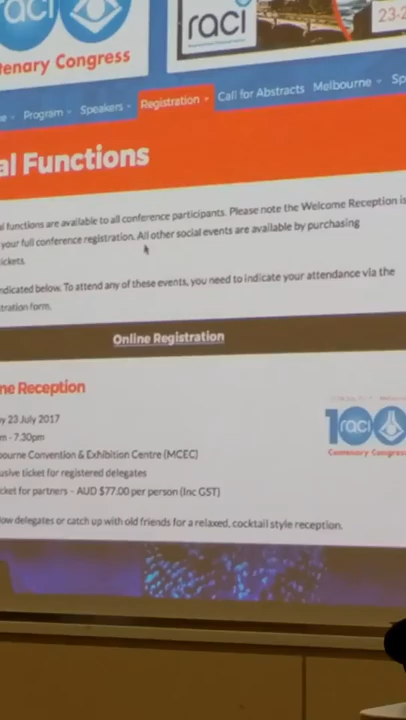 raci
tenary Congress
raci
23-2
e Program Speakers Registration Call for Abstracts Melbourne Sp
al Functions
al functions are available to all conference participants. Please note the Welcome Reception is
your full conference registration. All other social events are available by purchasing
ickets.
ndicated below. To attend any of these events, you need to indicate your attendance via the
tration form.
Online Registration
me Reception
y 23 July 2017
m - 7:30pm
ourne Convention & Exhibition Centre (MCEC)
usive ticket for registered delegates
cket for partners - AUD $77.00 per person (Inc GST)
low delegates or catch up with old friends for a relaxed, cocktail style reception.
100
raci
Centenary Congress